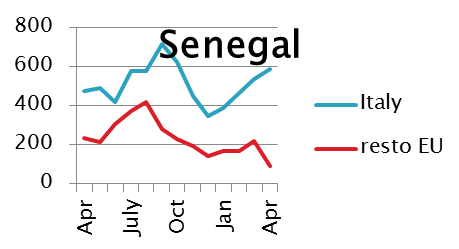 Senegal
800
600
400
200
0
Apr
July
Oct
Jan
Apr
Italy
resto EU